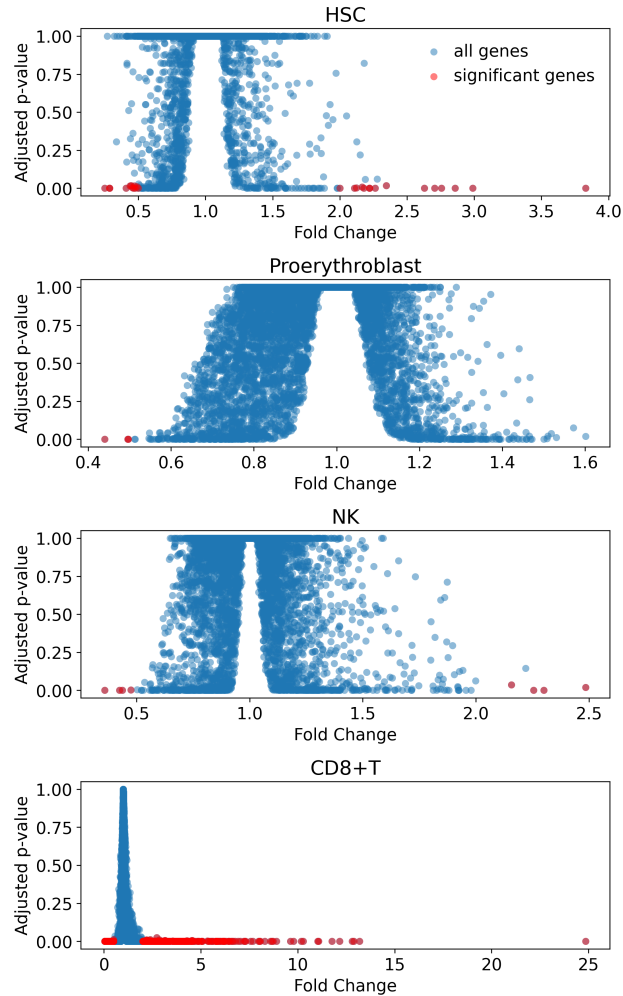 HSC
1.00
0.75
0.50
0.25
0.00
Adjusted p-value
all genes
significant genes
0.5 1.0 1.5 2.0 2.5 3.0 3.5 4.0
Fold Change
Proerythroblast
1.00
0.75
0.50
0.25
0.00
Adjusted p-value
0.4 0.6 0.8 1.0 1.2 1.4 1.6
Fold Change
NK
1.00
0.75
0.50
0.25
0.00
Adjusted p-value
0.5 1.0 1.5 2.0 2.5
Fold Change
CD8+T
1.00
0.75
0.50
0.25
0.00
Adjusted p-value
0 5 10 15 20 25
Fold Change